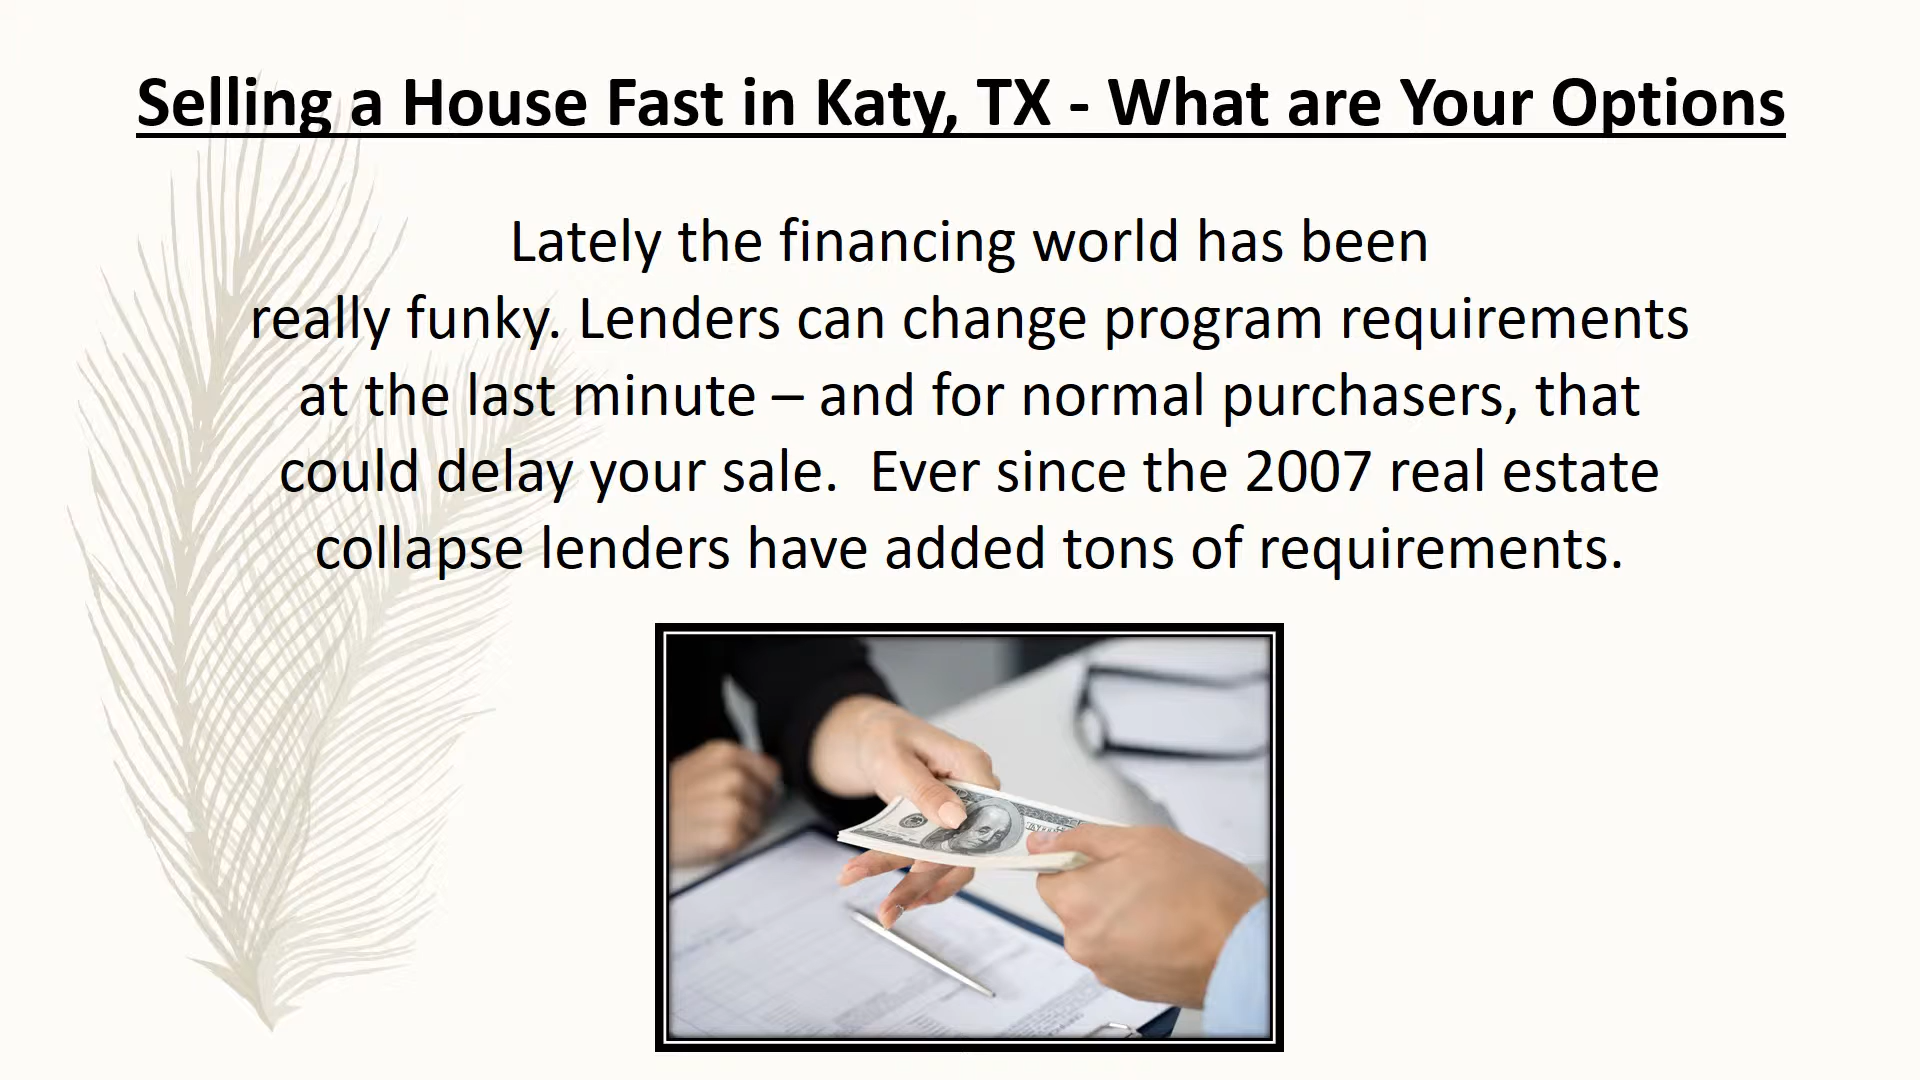 Selling a House Fast in Katy, TX - What are Your Options
Lately the financing world has been
really funky. Lenders can change program requirements
at the last minute – and for normal purchasers, that
could delay your sale.  Ever since the 2007 real estate
collapse lenders have added tons of requirements.